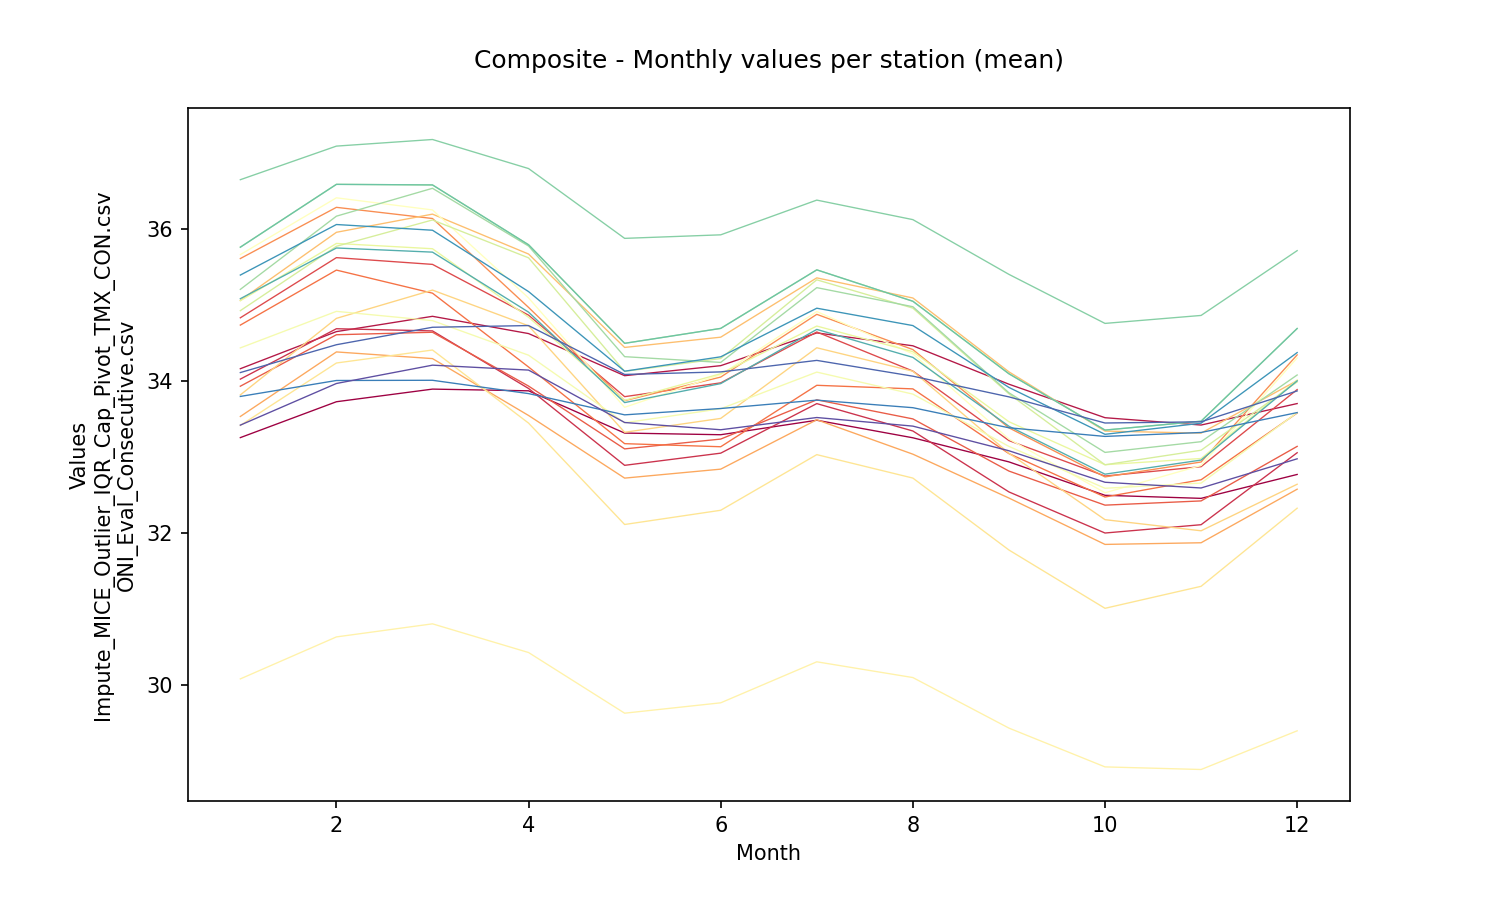 Composite - Monthly values per station (mean)
Values
Impute_MICE_Outlier_IQR_Cap_Pivot_TMX_CON.csv
ONI_Eval_Consecutive.csv
36
34
32
30
2 4 6 8 10 12
Month